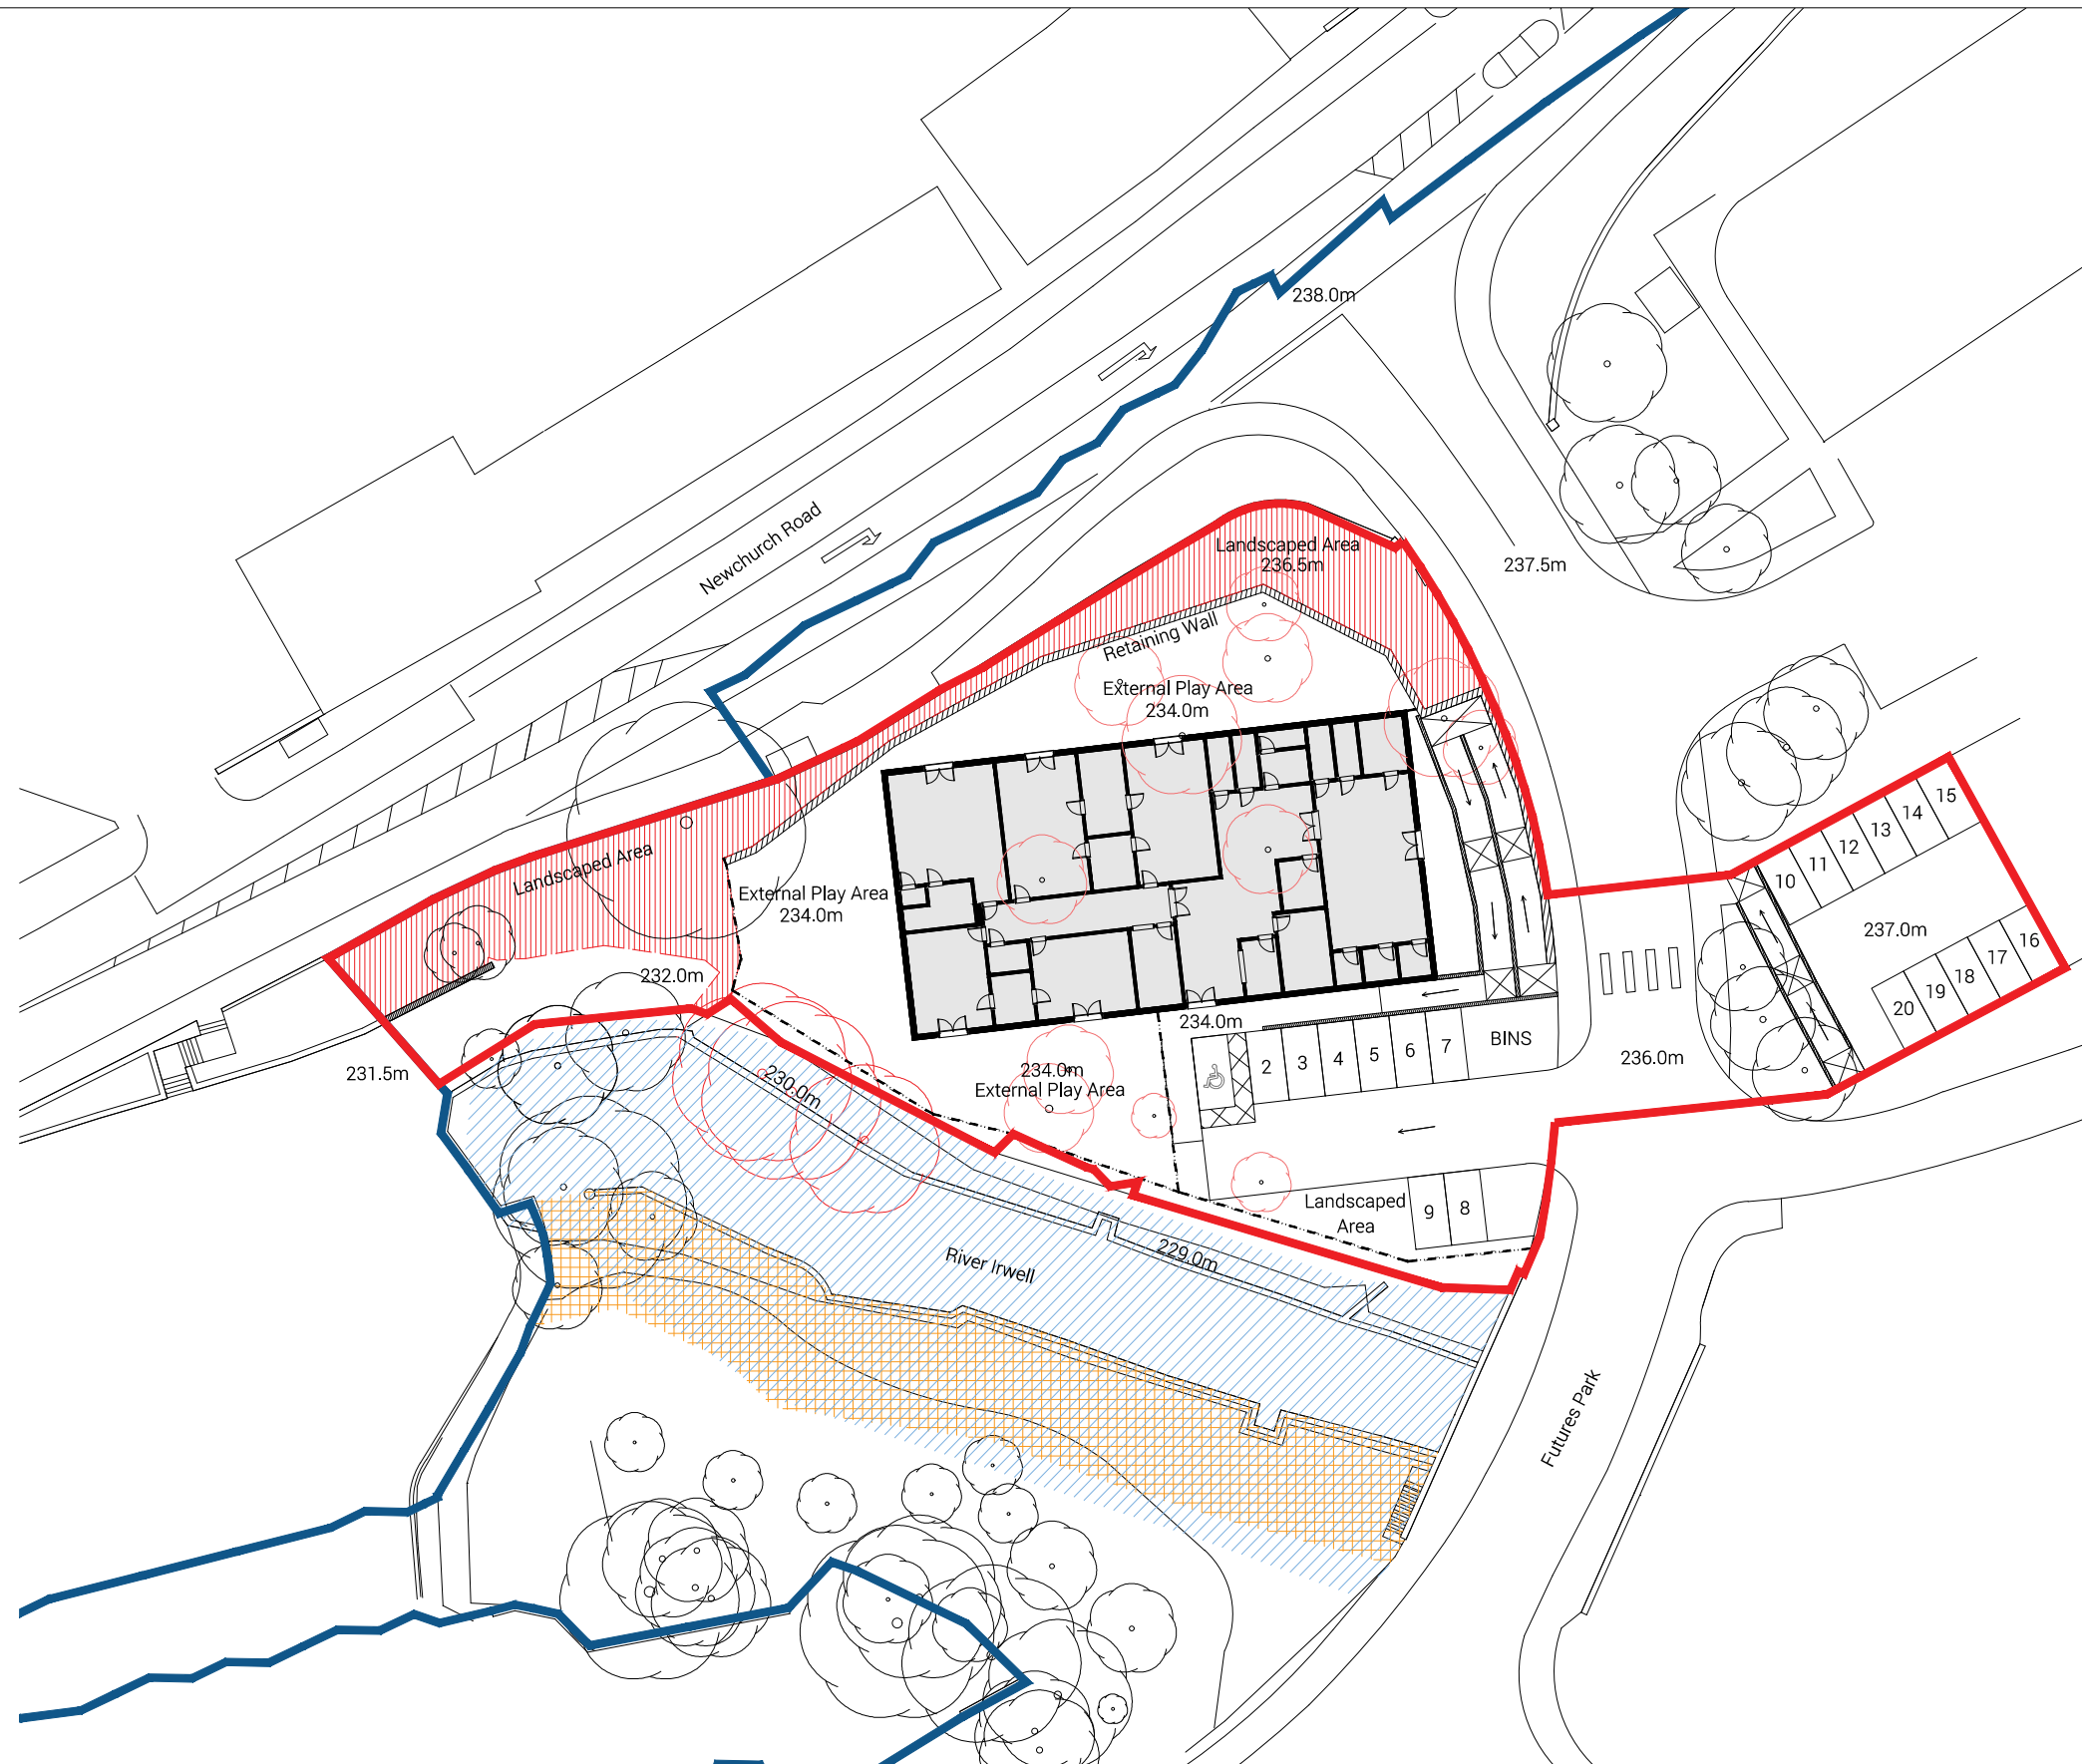 238.0m
Newchurch Road
Landscaped Area
236.5m
237.5m
Retaining Wall
External Play Area
234.0m
Landscaped Area
External Play Area
234.0m
232.0m
231.5m
230.0m
234.0m
External Play Area
234.0m
2
3
4
5
6
7
BINS
236.0m
10
11
12
13
14
15
237.0m
20
19
18
17
16
Landscaped
Area
9
8
229.0m
River Irwell
Futures Park